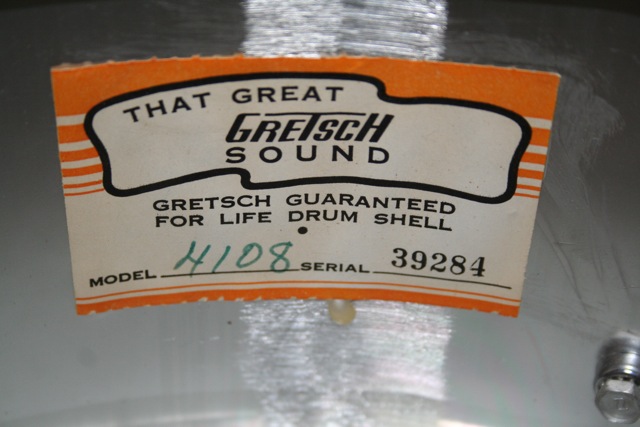 THAT GREAT
GRETSCH
SOUND
GRETSCH GUARANTEED
FOR LIFE DRUM SHELL
MODEL 4108 SERIAL 39284